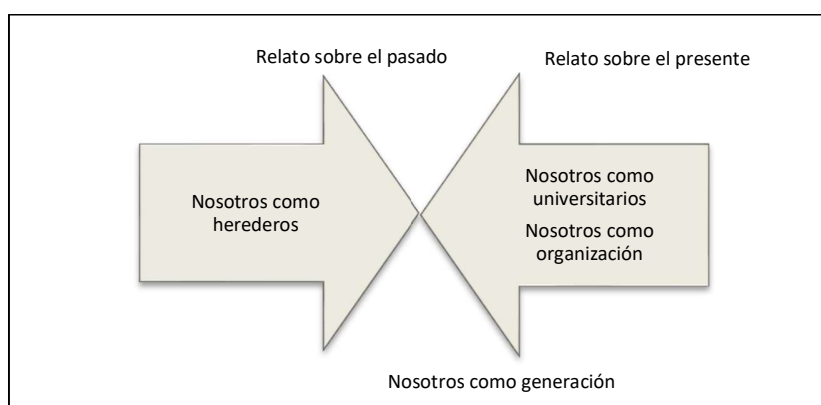 Relato sobre el pasado
Relato sobre el presente
Nosotros como
herederos
Nosotros como
universitarios
Nosotros como
organización
Nosotros como generación